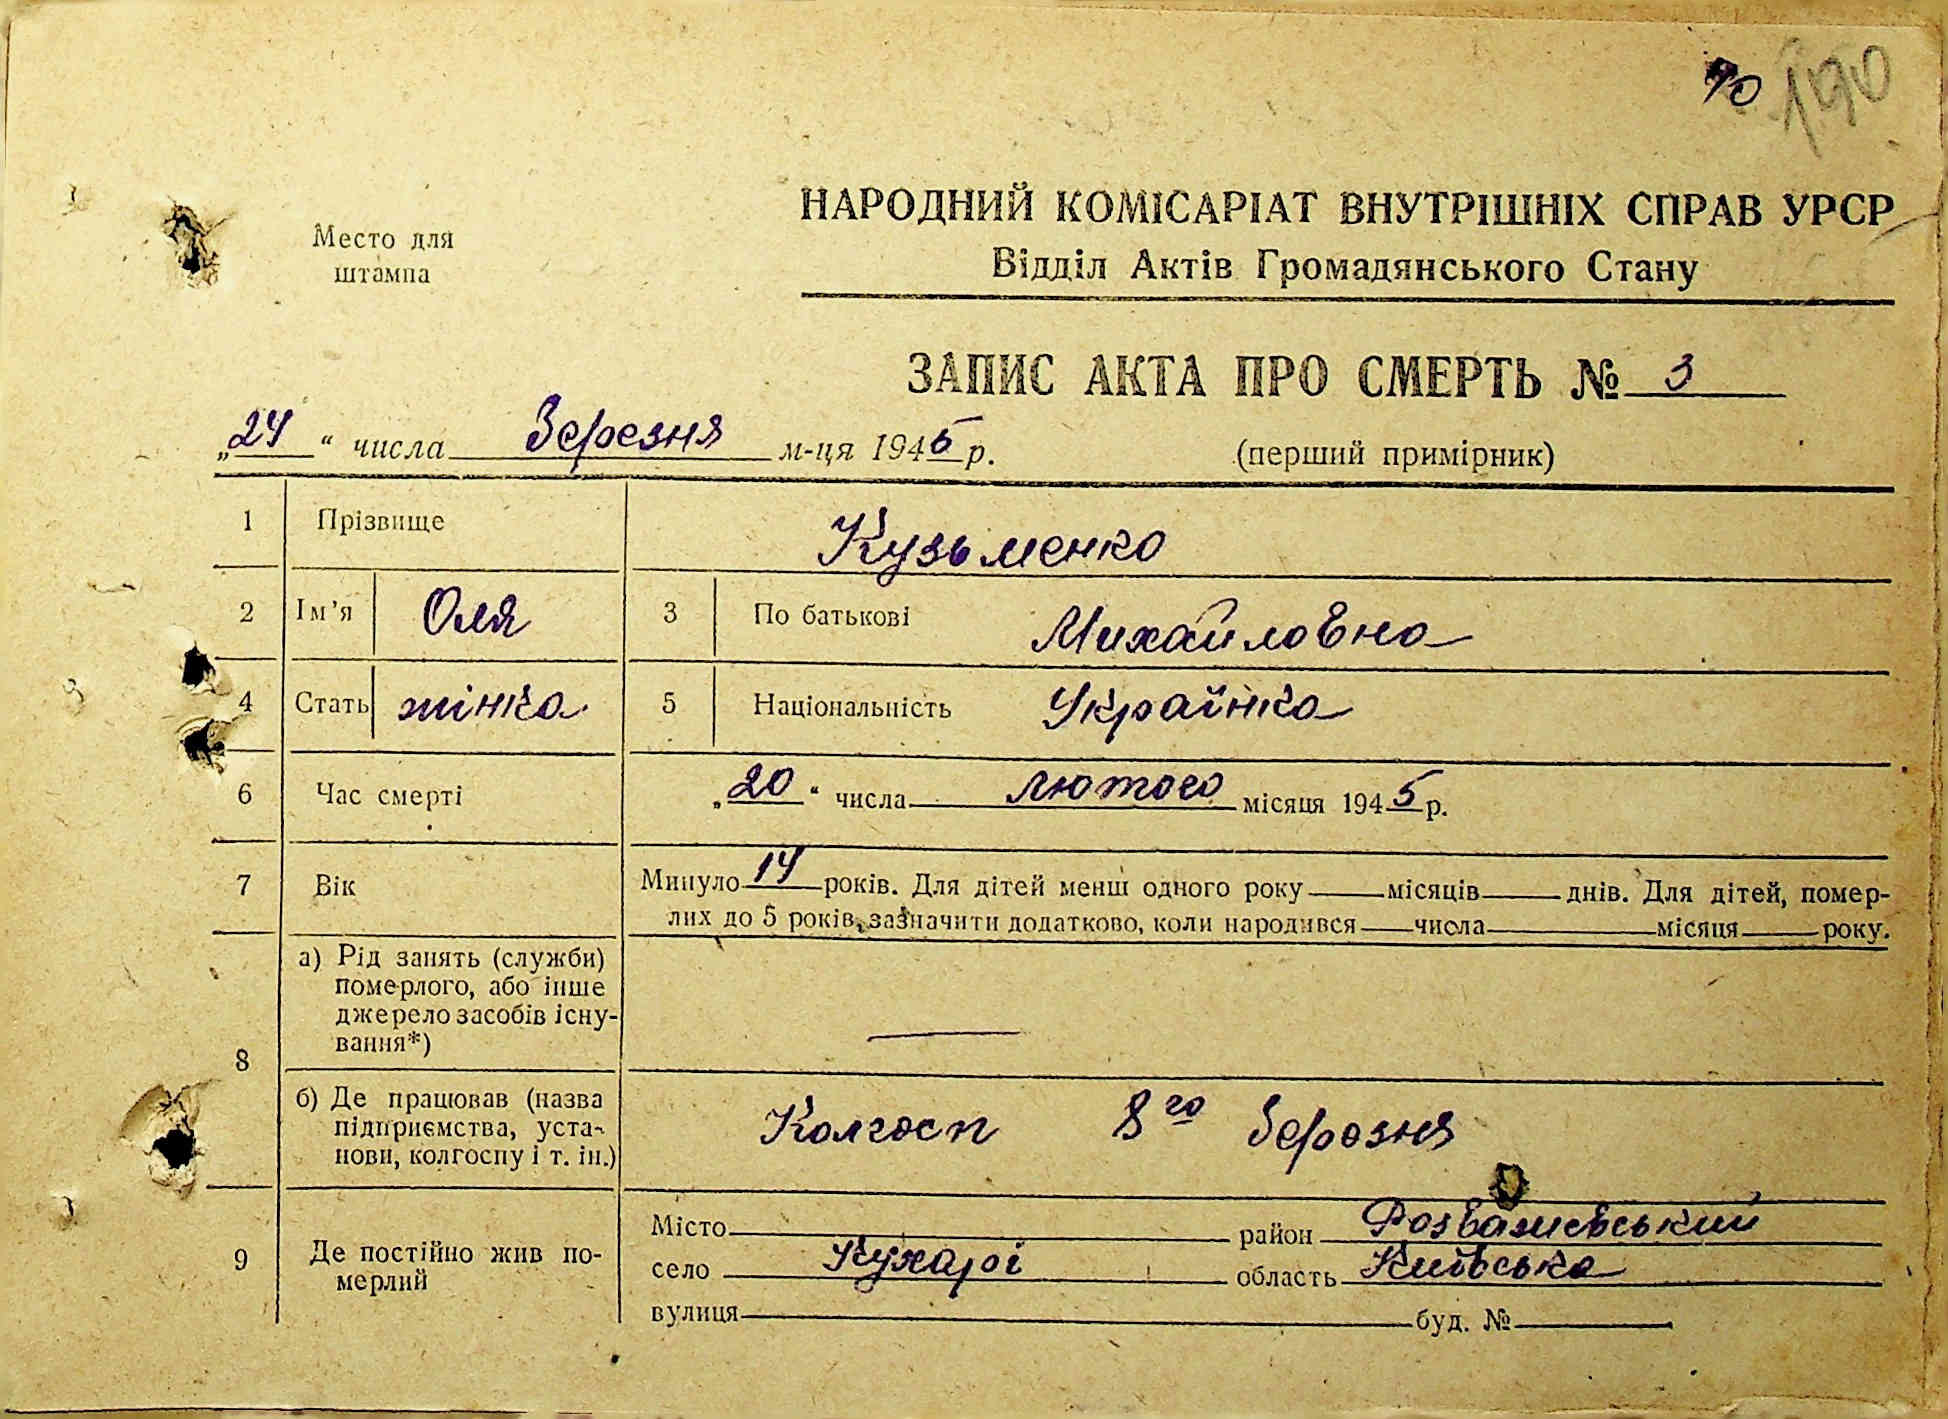 70 190
НАРОДНИЙ КОМІСАРІАТ ВНУТРІШНІХ СПРАВ УРСР
Место для
штампа
Відділ Актів Громадянського Стану
ЗАПИС АКТА ПРО СМЕРТЬ № 3
„24“ числа Березня м-ця 1945 р.
(перший примірник)
1 Прізвище Кузьменко
2 Ім’я Оля 3 По батькові Михайловна
4 Стать жінка 5 Національність Українка
6 Час смерті „20“ числа лютого місяця 1945 р.
7 Вік Минуло 14 років. Для дітей менш одного року місяців днів. Для дітей, помер-
лих до 5 років, зазначити додатково, коли народився числа місяця року.
8 а) Рід занять (служби)
померлого, або інше
джерело засобів існу-
вання*) —
б) Де працював (назва
підприємства, уста-
нови, колгоспу і т. ін.) Колгосп 8го Березня
9 Де постійно жив по-
мерлий
Місто район Розважевський
село Кухарі область Київська
вулиця буд. №